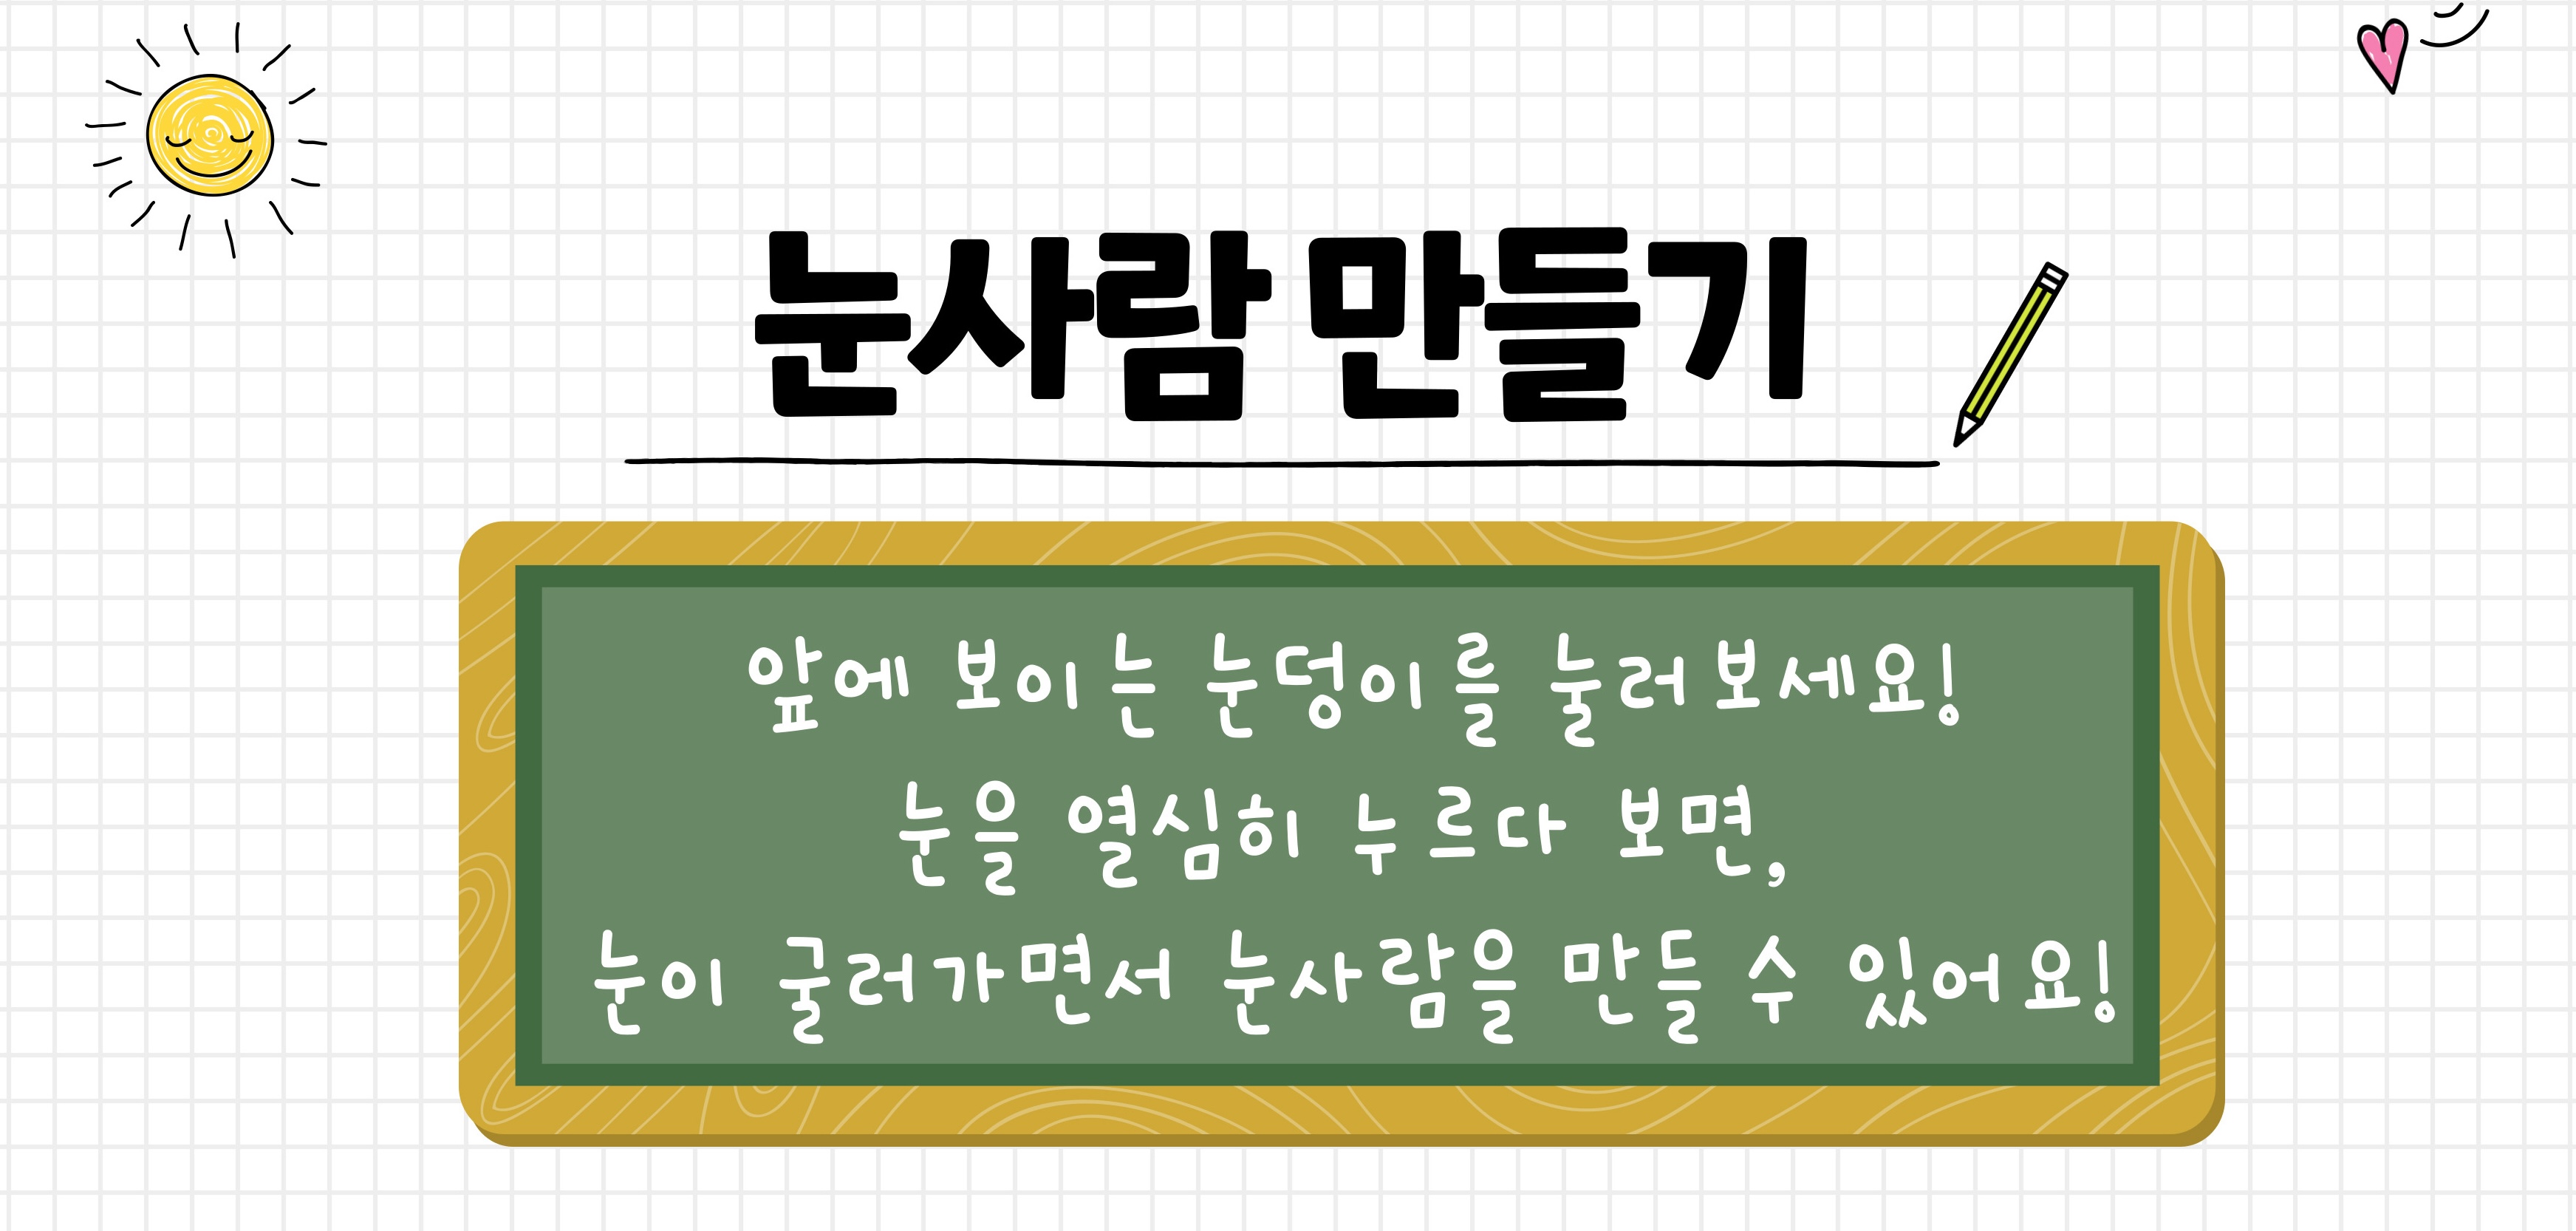 눈사람 만들기
앞에 보이는 눈덩이를 눌러보세요!
눈을 열심히 누르다 보면,
눈이 굴러가면서 눈사람을 만들 수 있어요!